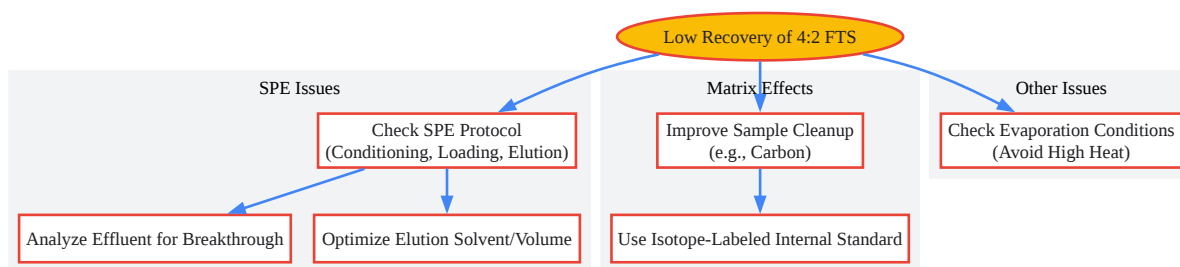 Low Recovery of 4:2 FTS
SPE Issues
Matrix Effects
Other Issues
Check SPE Protocol
(Conditioning, Loading, Elution)
Improve Sample Cleanup
(e.g., Carbon)
Check Evaporation Conditions
(Avoid High Heat)
Analyze Effluent for Breakthrough
Optimize Elution Solvent/Volume
Use Isotope-Labeled Internal Standard